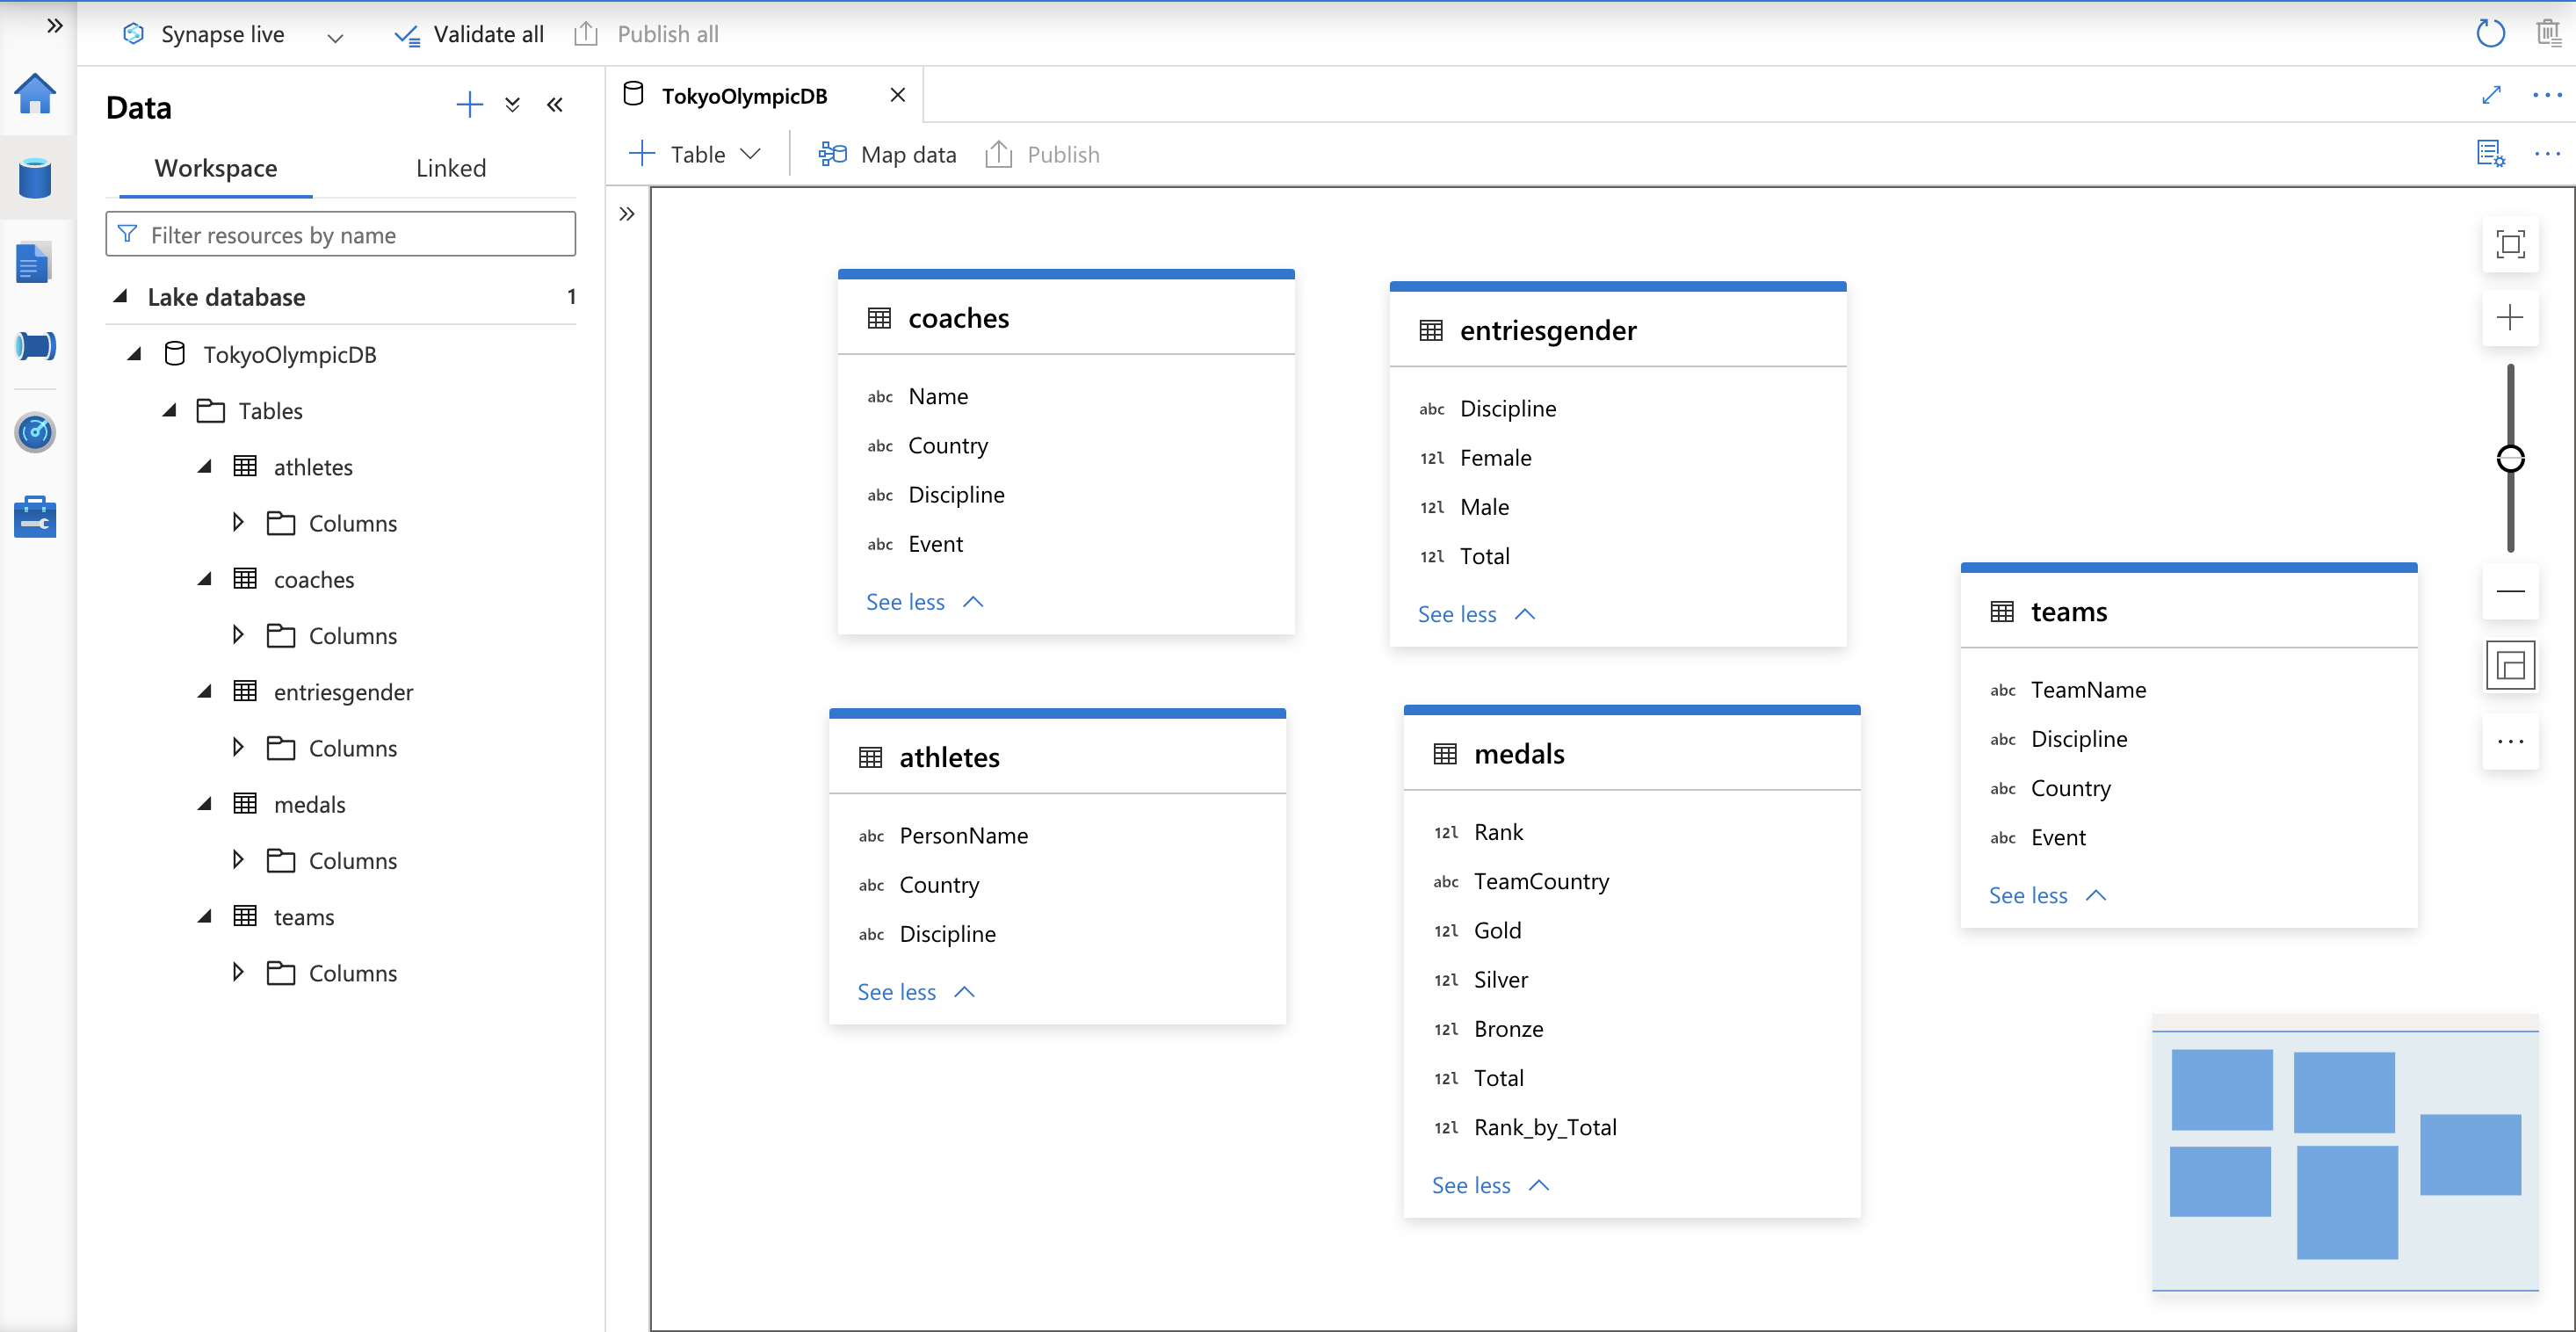 Synapse live
Validate all
Publish all
Data
Workspace
Linked
Filter resources by name
Lake database 1
TokyoOlympicDB
Tables
athletes
Columns
coaches
Columns
entriesgender
Columns
medals
Columns
teams
Columns
TokyoOlympicDB
Table
Map data
Publish
coaches
abc Name
abc Country
abc Discipline
abc Event
See less
entriesgender
abc Discipline
12l Female
12l Male
12l Total
See less
athletes
abc PersonName
abc Country
abc Discipline
See less
medals
12l Rank
abc TeamCountry
12l Gold
12l Silver
12l Bronze
12l Total
12l Rank_by_Total
See less
teams
abc TeamName
abc Discipline
abc Country
abc Event
See less